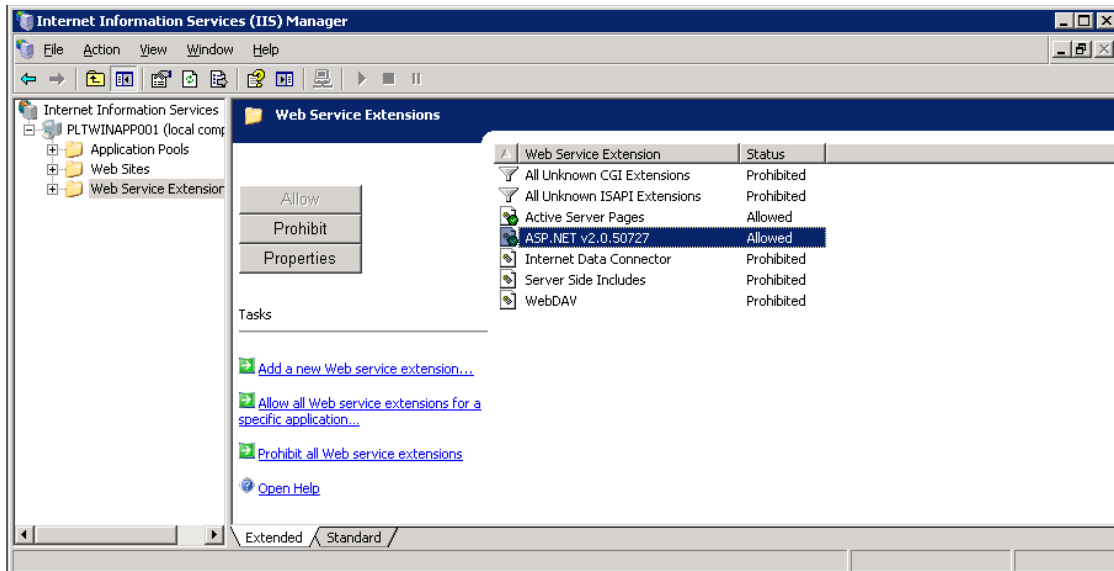 Internet Information Services (IIS) Manager
File Action View Window Help
Internet Information Services
PLTWINAPP001 (local comp
Application Pools
Web Sites
Web Service Extension
Web Service Extensions
Allow
Prohibit
Properties
Tasks
Add a new Web service extension...
Allow all Web service extensions for a
specific application...
Prohibit all Web service extensions
Open Help
Web Service Extension Status
All Unknown CGI Extensions Prohibited
All Unknown ISAPI Extensions Prohibited
Active Server Pages Allowed
ASP.NET v2.0.50727 Allowed
Internet Data Connector Prohibited
Server Side Includes Prohibited
WebDAV Prohibited
Extended Standard